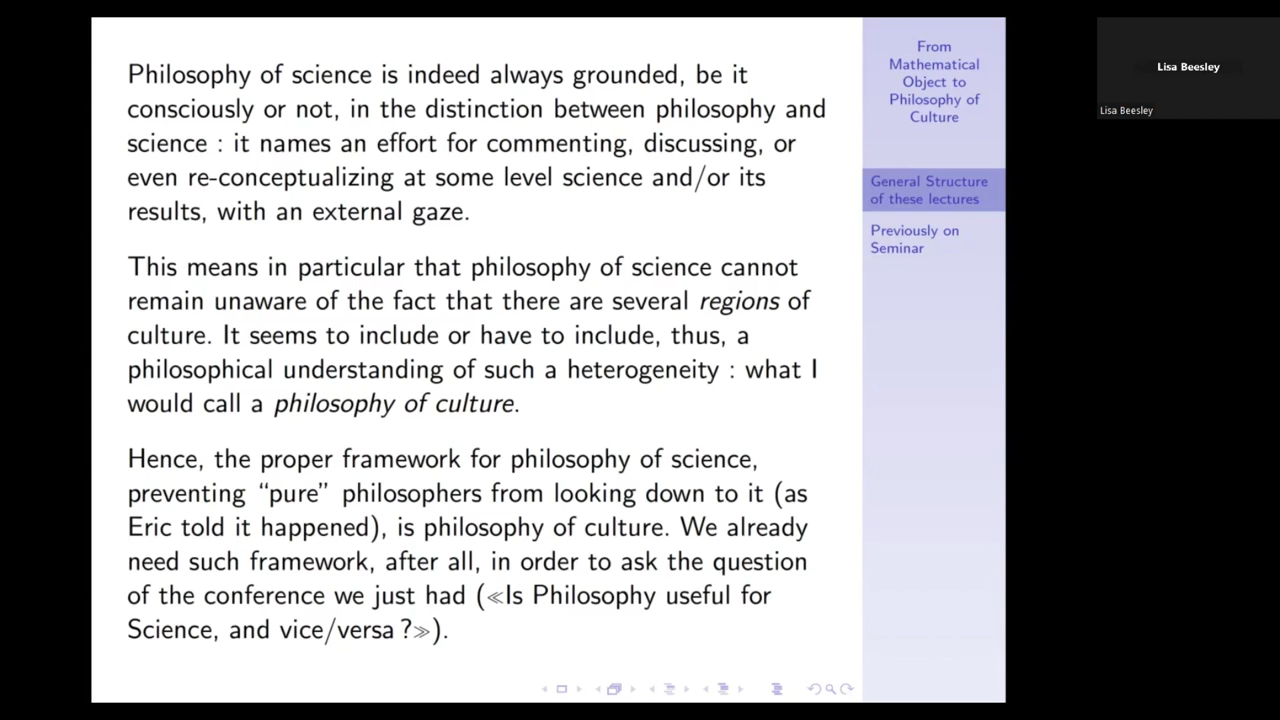 Philosophy of science is indeed always grounded, be it
consciously or not, in the distinction between philosophy and
science : it names an effort for commenting, discussing, or
even re-conceptualizing at some level science and/or its
results, with an external gaze.
This means in particular that philosophy of science cannot
remain unaware of the fact that there are several regions of
culture. It seems to include or have to include, thus, a
philosophical understanding of such a heterogeneity : what I
would call a philosophy of culture.
Hence, the proper framework for philosophy of science,
preventing “pure” philosophers from looking down to it (as
Eric told it happened), is philosophy of culture. We already
need such framework, after all, in order to ask the question
of the conference we just had (≪Is Philosophy useful for
Science, and vice/versa ?≫).
From
Mathematical
Object to
Philosophy of
Culture
General Structure
of these lectures
Previously on
Seminar
Lisa Beesley
Lisa Beesley